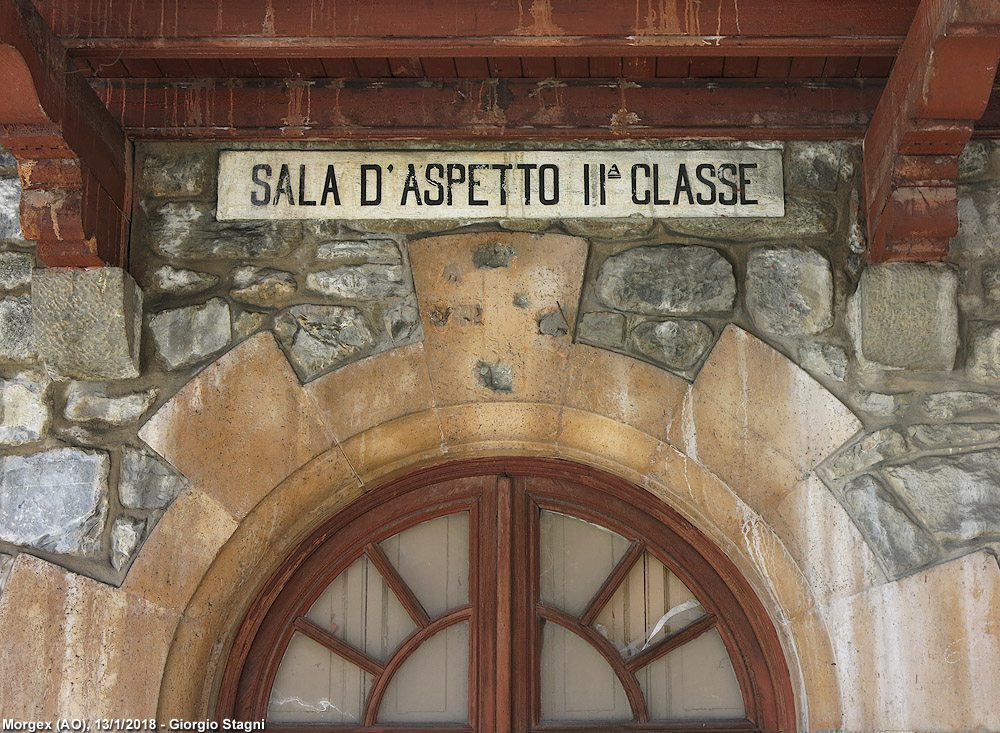 SALA D'ASPETTO IIª CLASSE
Morgex (AO), 13/1/2018 - Giorgio Stagni